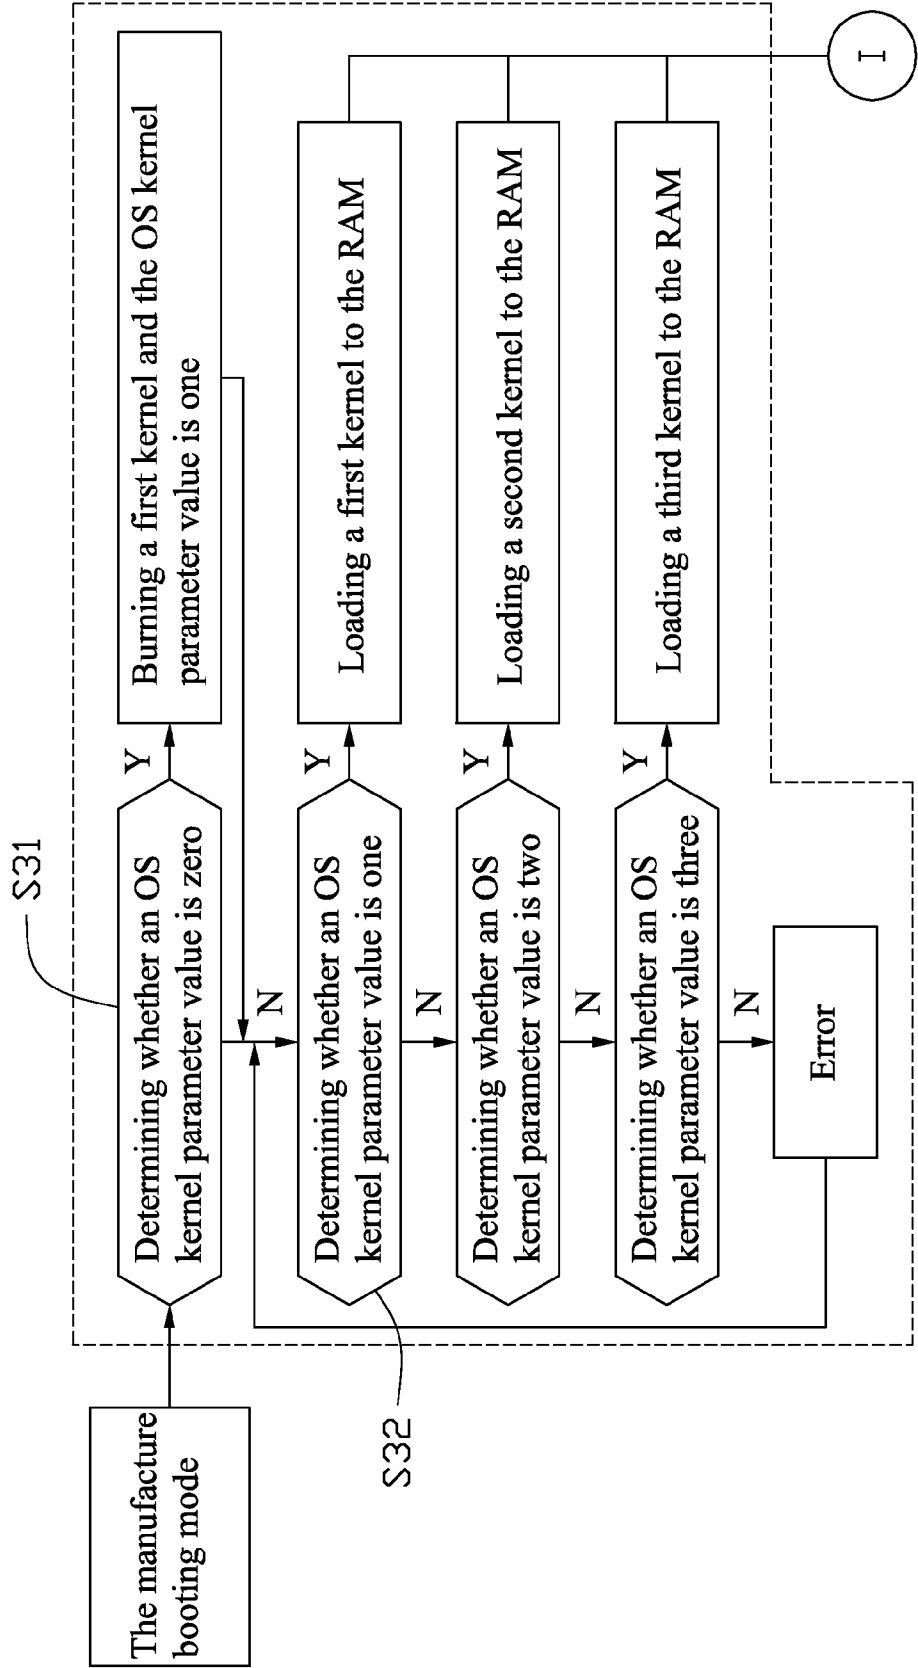 The manufacture
booting mode
S31
Determining whether an OS
kernel parameter value is zero
Y
Burning a first kernel and the OS kernel
parameter value is one
N
S32
Determining whether an OS
kernel parameter value is one
Y
Loading a first kernel to the RAM
N
Determining whether an OS
kernel parameter value is two
Y
Loading a second kernel to the RAM
N
Determining whether an OS
kernel parameter value is three
Y
Loading a third kernel to the RAM
N
Error
I